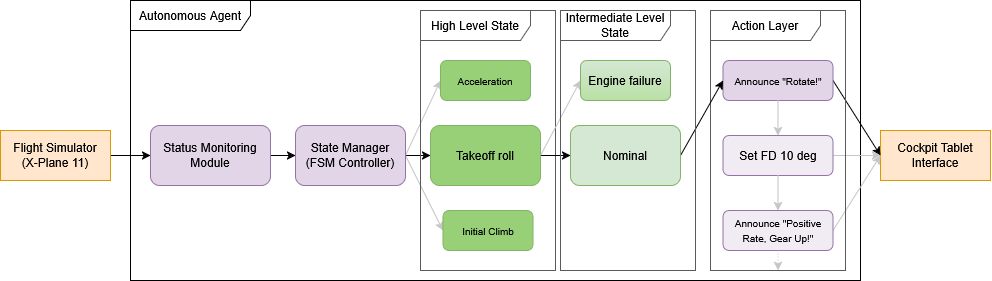 Autonomous Agent
High Level State
Intermediate Level
State
Action Layer
Acceleration
Engine failure
Announce "Rotate!"
Flight Simulator
(X-Plane 11)
Status Monitoring
Module
State Manager
(FSM Controller)
Takeoff roll
Nominal
Set FD 10 deg
Cockpit Tablet
Interface
Initial Climb
Announce "Positive
Rate, Gear Up!"